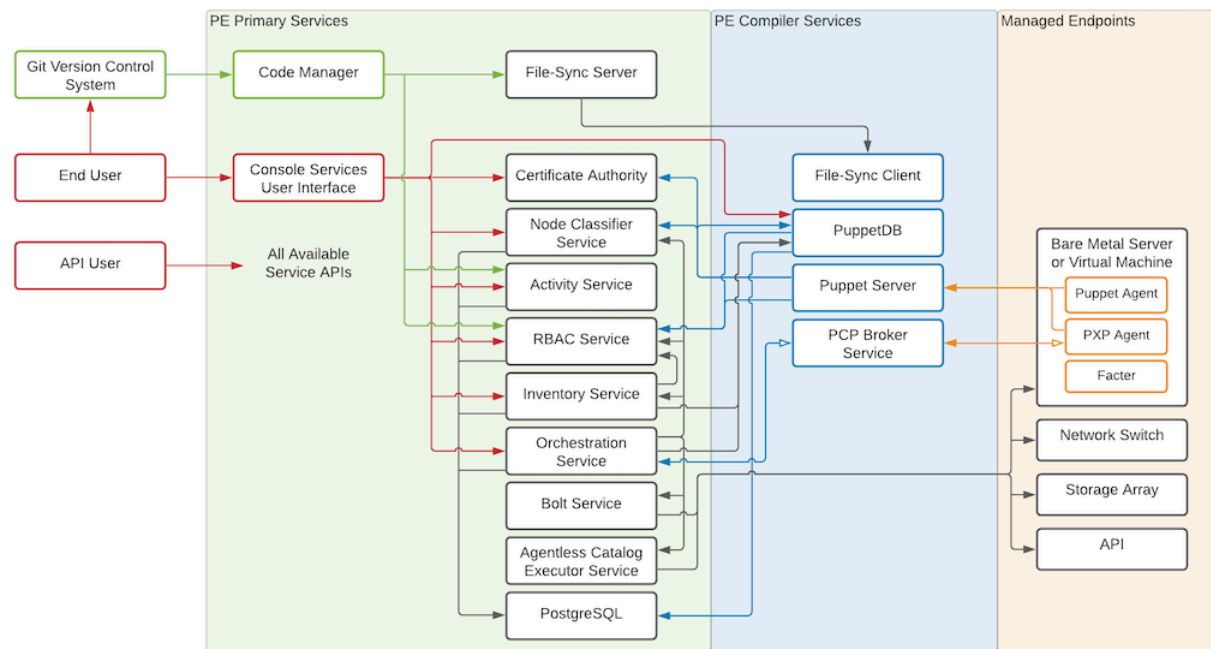 PE Primary Services
PE Compiler Services
Managed Endpoints
Git Version Control
System
Code Manager
File-Sync Server
End User
Console Services
User Interface
Certificate Authority
File-Sync Client
API User
All Available
Service APIs
Node Classifier
Service
PuppetDB
Activity Service
Puppet Server
RBAC Service
PCP Broker
Service
Inventory Service
Orchestration
Service
Bolt Service
Agentless Catalog
Executor Service
PostgreSQL
Bare Metal Server
or Virtual Machine
Puppet Agent
PXP Agent
Facter
Network Switch
Storage Array
API